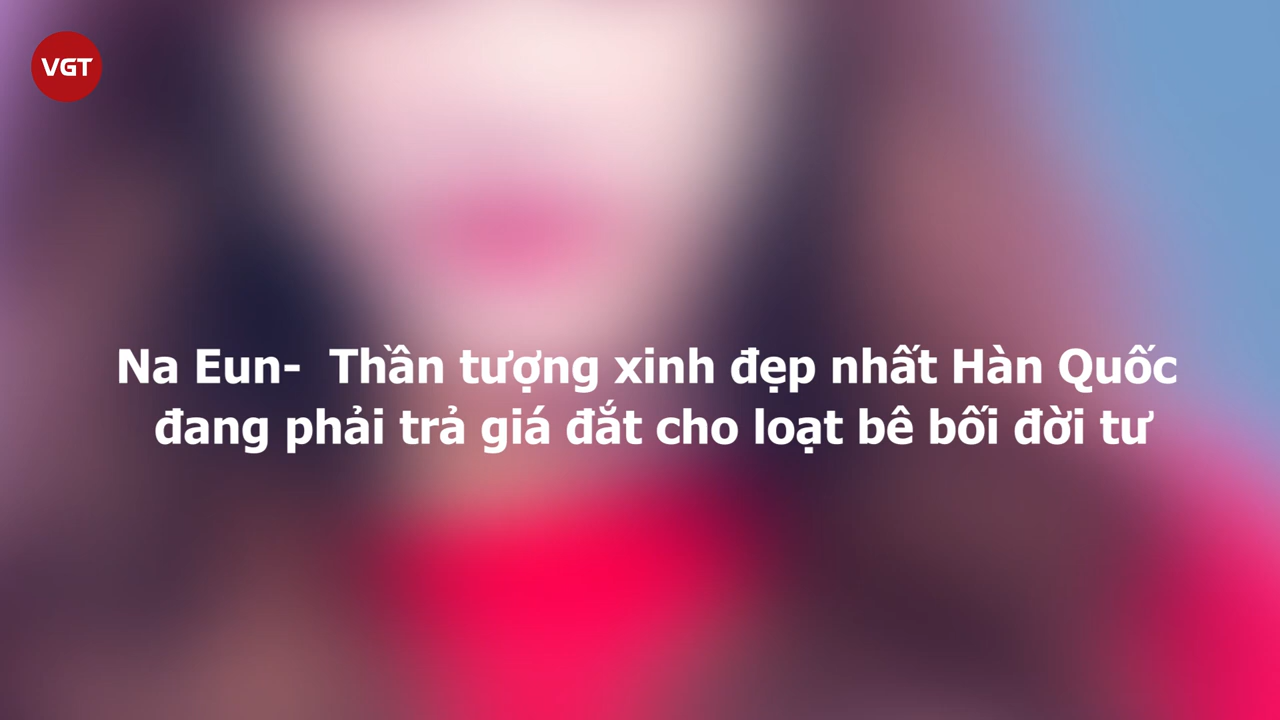 VGT
Na Eun- Thần tượng xinh đẹp nhất Hàn Quốc
đang phải trả giá đắt cho loạt bê bối đời tư